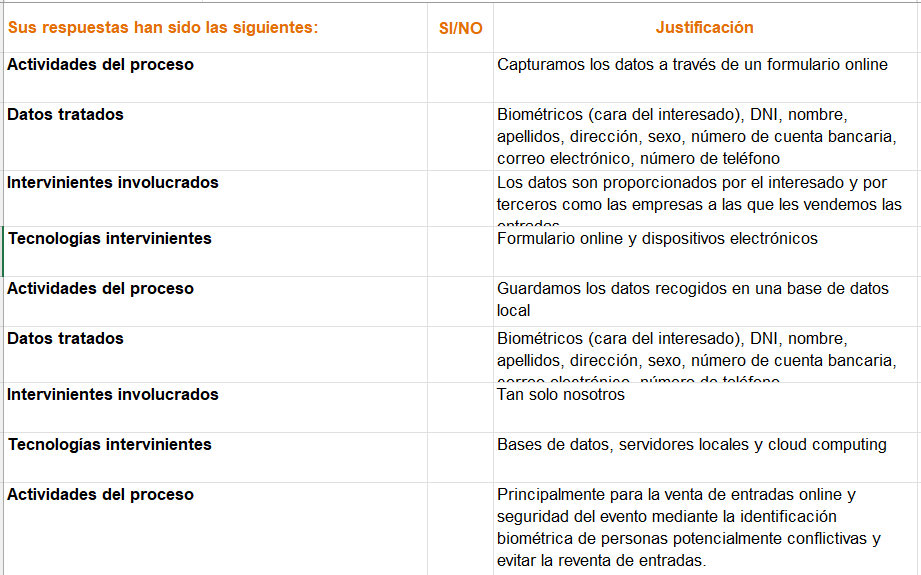 Sus respuestas han sido las siguientes: SI/NO Justificación
Actividades del proceso Capturamos los datos a través de un formulario online
Datos tratados Biométricos (cara del interesado), DNI, nombre,
apellidos, dirección, sexo, número de cuenta bancaria,
correo electrónico, número de teléfono
Intervinientes involucrados Los datos son proporcionados por el interesado y por
terceros como las empresas a las que les vendemos las
entradas
Tecnologías intervinientes Formulario online y dispositivos electrónicos
Actividades del proceso Guardamos los datos recogidos en una base de datos
local
Datos tratados Biométricos (cara del interesado), DNI, nombre,
apellidos, dirección, sexo, número de cuenta bancaria,
correo electrónico, número de teléfono
Intervinientes involucrados Tan solo nosotros
Tecnologías intervinientes Bases de datos, servidores locales y cloud computing
Actividades del proceso Principalmente para la venta de entradas online y
seguridad del evento mediante la identificación
biométrica de personas potencialmente conflictivas y
evitar la reventa de entradas.